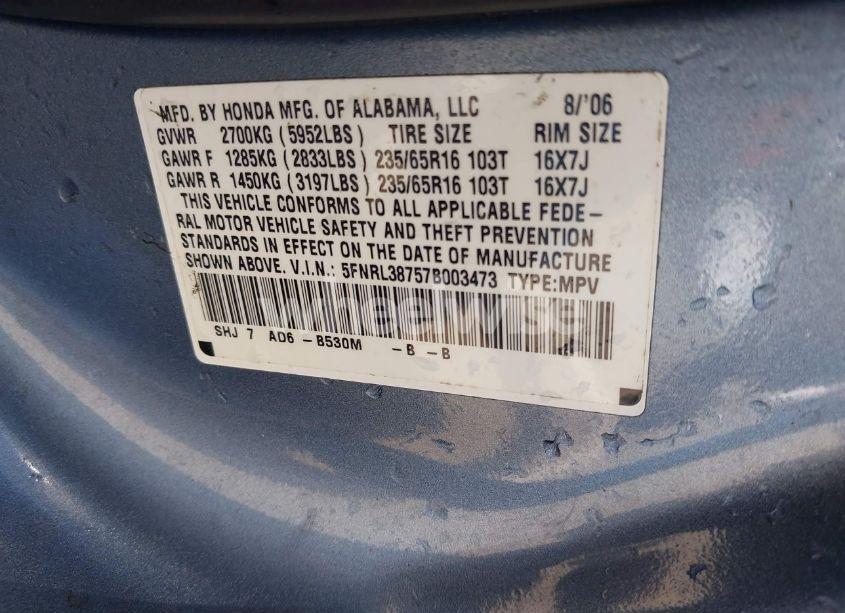 MFD. BY HONDA MFG. OF ALABAMA, LLC 8/'06
GVWR 2700KG (5952LBS) TIRE SIZE RIM SIZE
GAWR F 1285KG (2833LBS) 235/65R16 103T 16X7J
GAWR R 1450KG (3197LBS) 235/65R16 103T 16X7J
THIS VEHICLE CONFORMS TO ALL APPLICABLE FEDE-
RAL MOTOR VEHICLE SAFETY AND THEFT PREVENTION
STANDARDS IN EFFECT ON THE DATE OF MANUFACTURE
SHOWN ABOVE. V.I.N.: 5FNRL38757B003473 TYPE:MPV
SHJ 7 AD6 -B530M -B -B